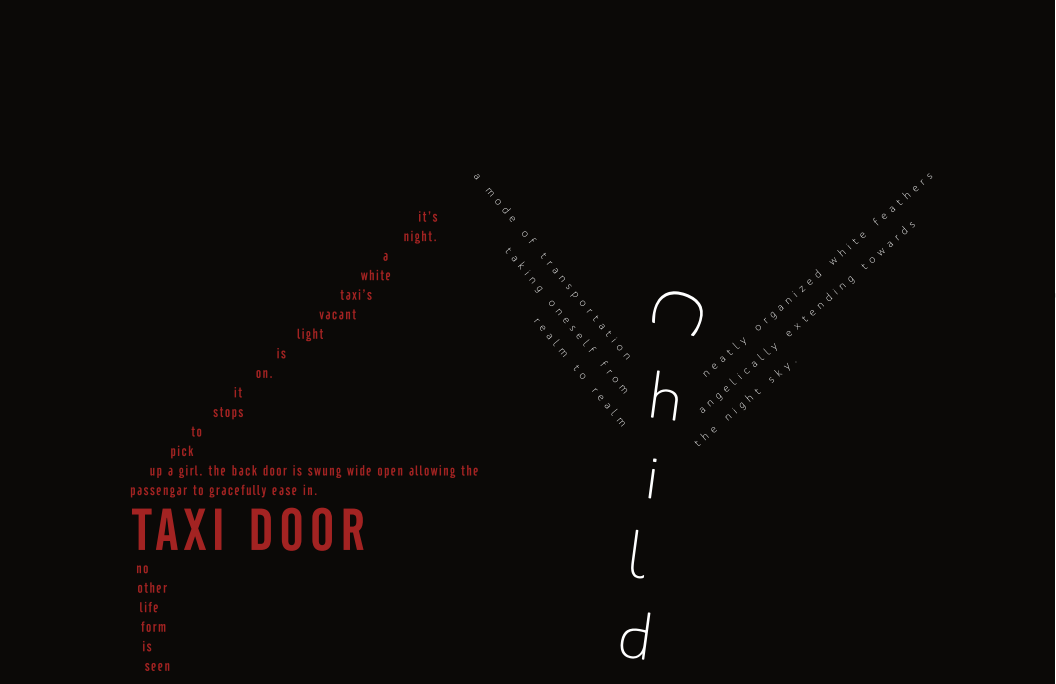 it's
night.
a
white
taxi's
vacant
light
is
on.
it
stops
to
pick
up a girl. the back door is swung wide open allowing the
passengar to gracefully ease in.
TAXI DOOR
no
other
life
form
is
seen
a mode of transportation
taking oneself from
realm to realm
C
h
i
l
d
neatly organized white feathers
angelically extending towards
the night sky.